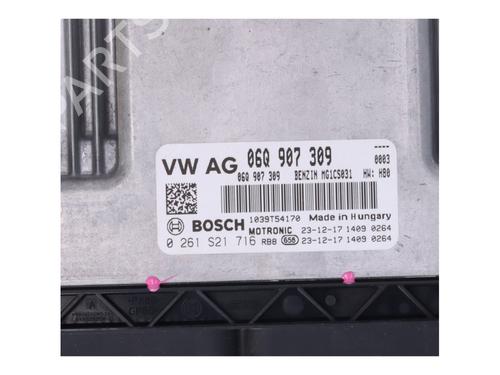 VW AG 06Q 907 309
0003
06Q 907 309 BENZIN MG1CS031 HW: H80
BOSCH
1039T54170 Made in Hungary
MOTRONIC 23-12-17 1409 0264
0 261 S21 716 RB8 656 23-12-17 1409 0264
PARTS